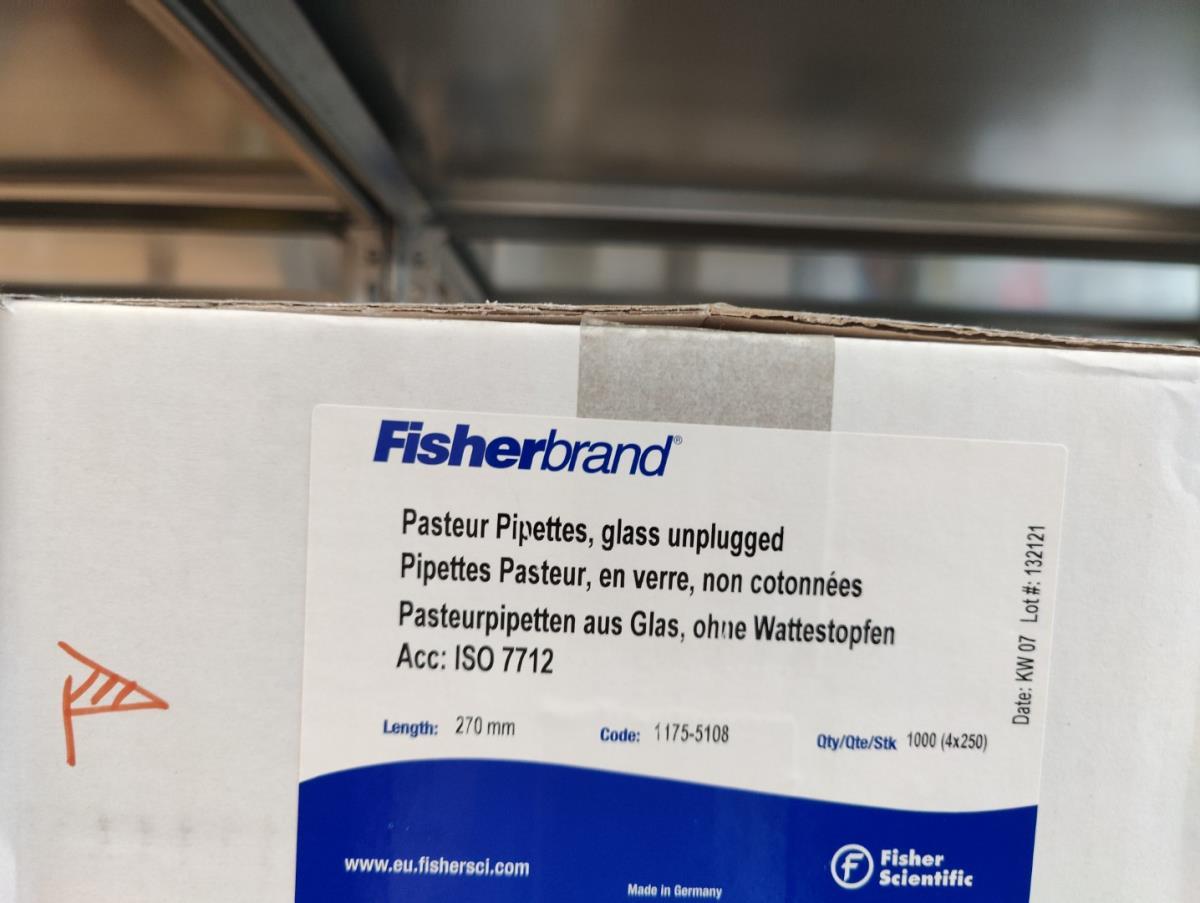 Fisherbrand®
Pasteur Pipettes, glass unplugged
Pipettes Pasteur, en verre, non cotonnées
Pasteurpipetten aus Glas, ohne Wattestopfen
Acc: ISO 7712
Length: 270 mm Code: 1175-5108 Qty/Qte/Stk 1000 (4x250)
Date: KW 07 Lot #: 132121
www.eu.fishersci.com
Made in Germany
f Fisher
Scientific